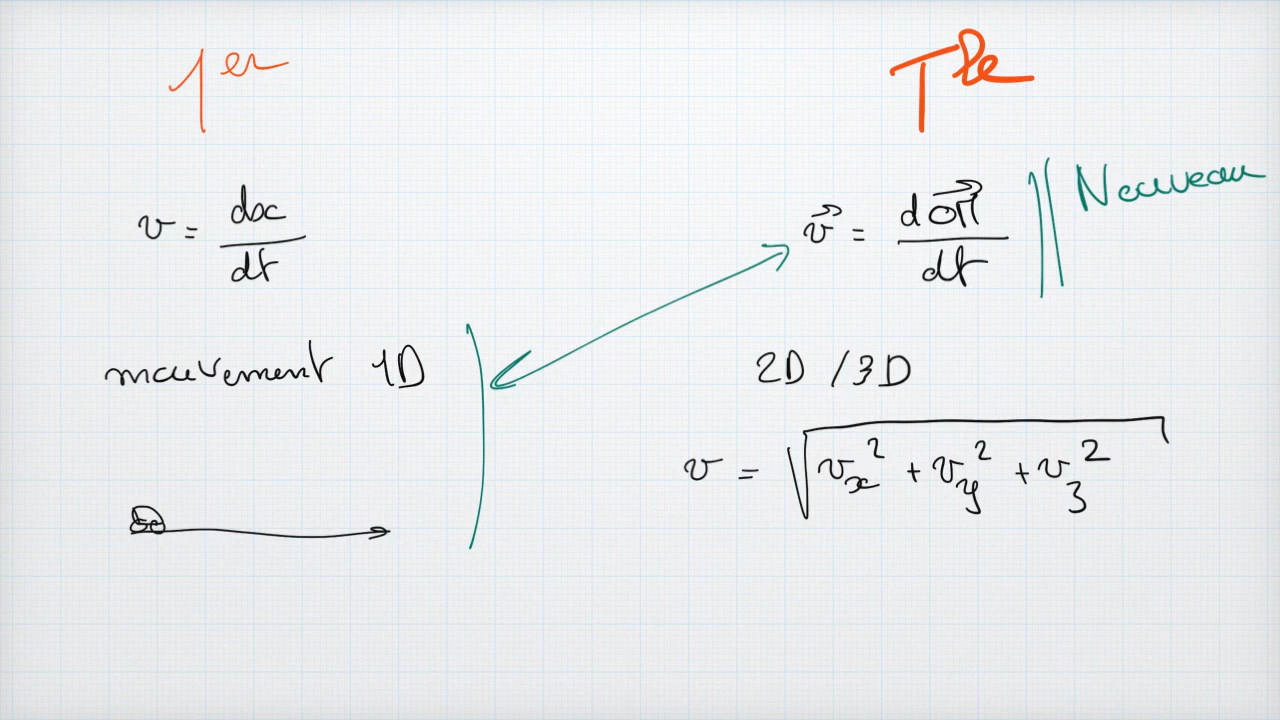 1er
v = dx/dt
mouvement 1D
Tle
v⃗ = dOM⃗/dt
Nouveau
2D / 3D
v = √(vx² + vy² + vz²)